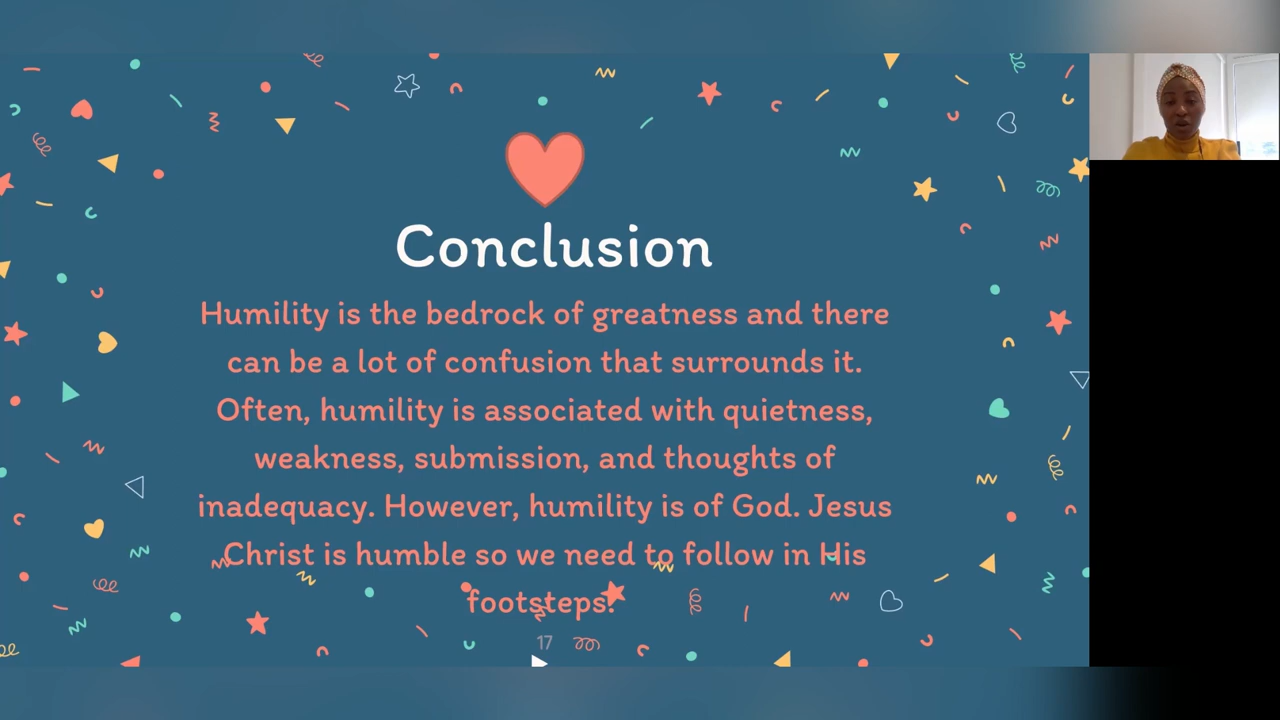 Conclusion
Humility is the bedrock of greatness and there
can be a lot of confusion that surrounds it.
Often, humility is associated with quietness,
weakness, submission, and thoughts of
inadequacy. However, humility is of God. Jesus
Christ is humble so we need to follow in His
footsteps.
17